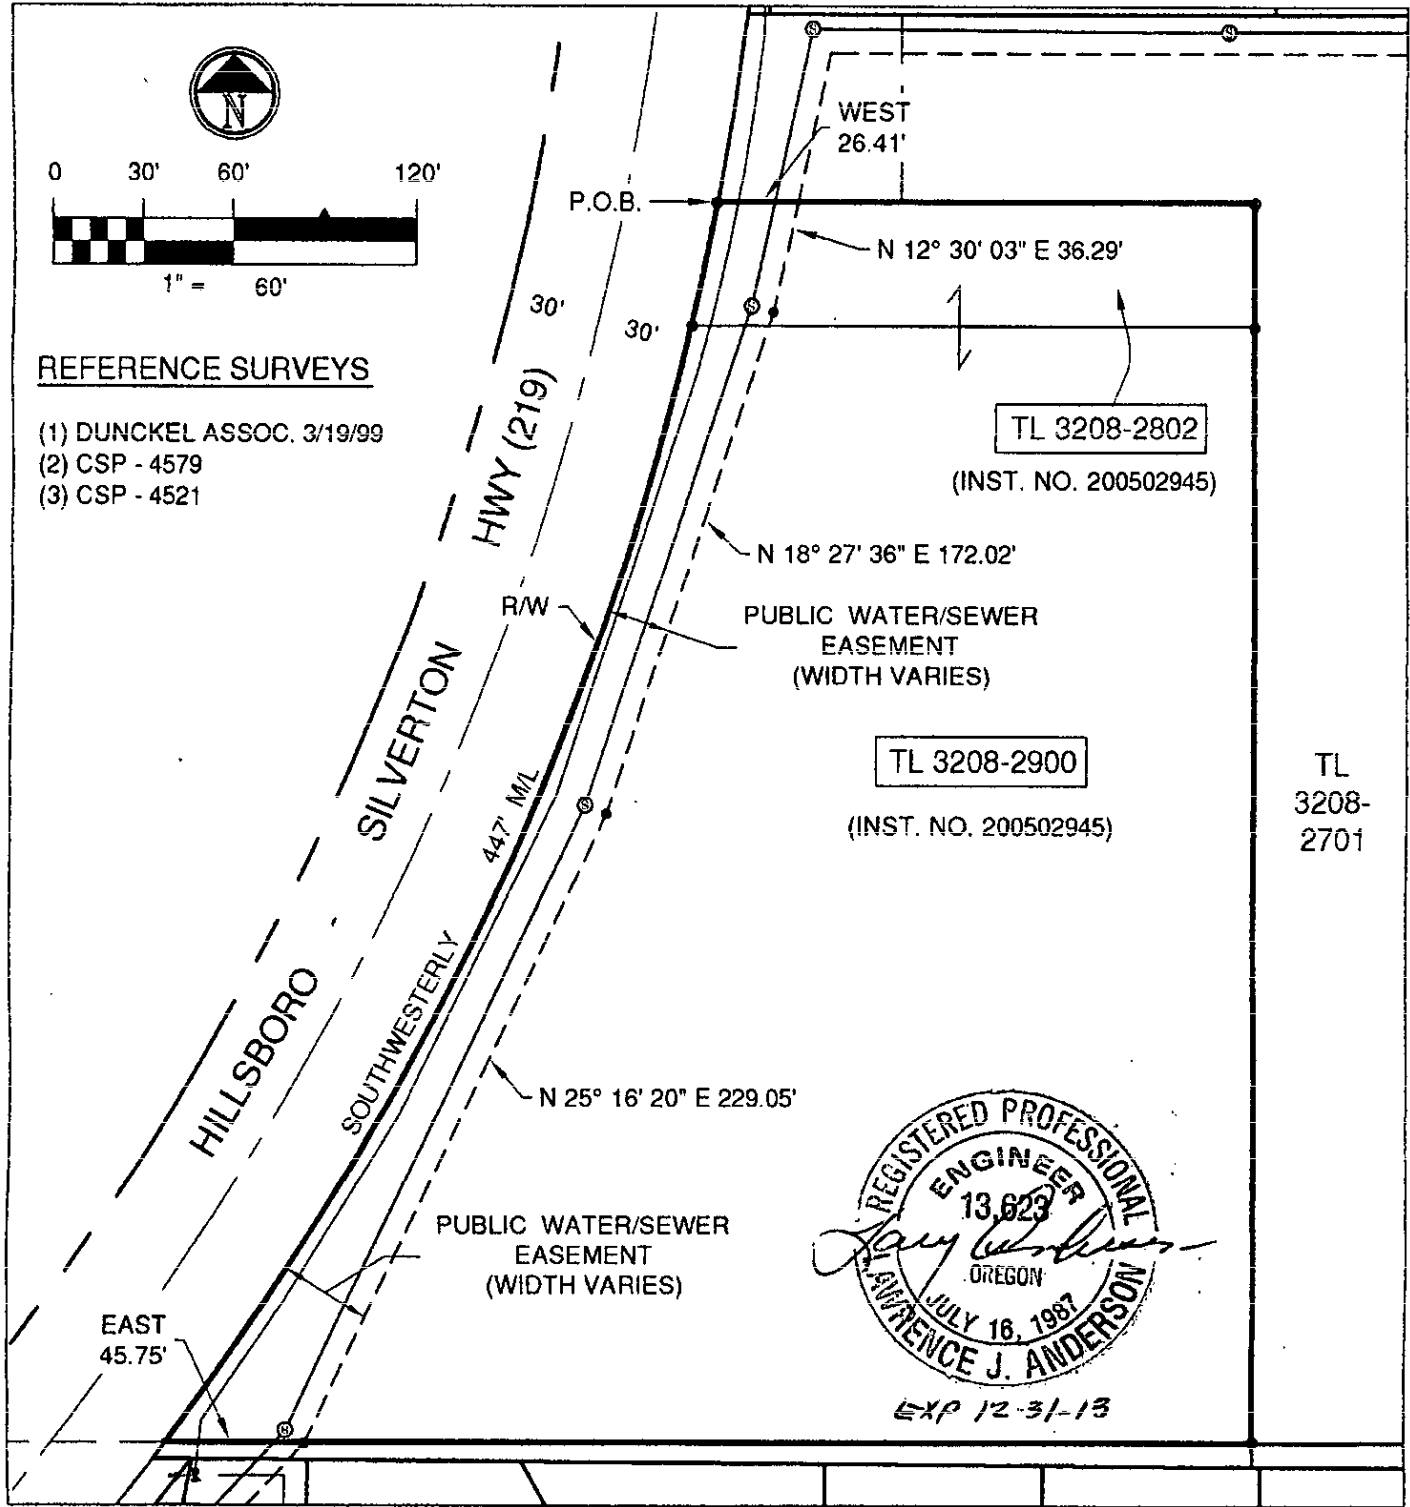 N
0 30' 60' 120'
1" = 60'
REFERENCE SURVEYS
(1) DUNCKEL ASSOC. 3/19/99
(2) CSP - 4579
(3) CSP - 4521
WEST
26.41'
P.O.B.
N 12° 30' 03" E 36.29'
30'
30'
TL 3208-2802
(INST. NO. 200502945)
N 18° 27' 36" E 172.02'
R/W
PUBLIC WATER/SEWER
EASEMENT
(WIDTH VARIES)
TL 3208-2900
(INST. NO. 200502945)
TL
3208-
2701
HILLSBORO SILVERTON HWY (219)
SOUTHWESTERLY 447' M/L
N 25° 16' 20" E 229.05'
PUBLIC WATER/SEWER
EASEMENT
(WIDTH VARIES)
EAST
45.75'
REGISTERED PROFESSIONAL
ENGINEER
13,623
OREGON
JULY 16, 1987
LAWRENCE J. ANDERSON
EXP 12-31-13
S
S
S
S
S